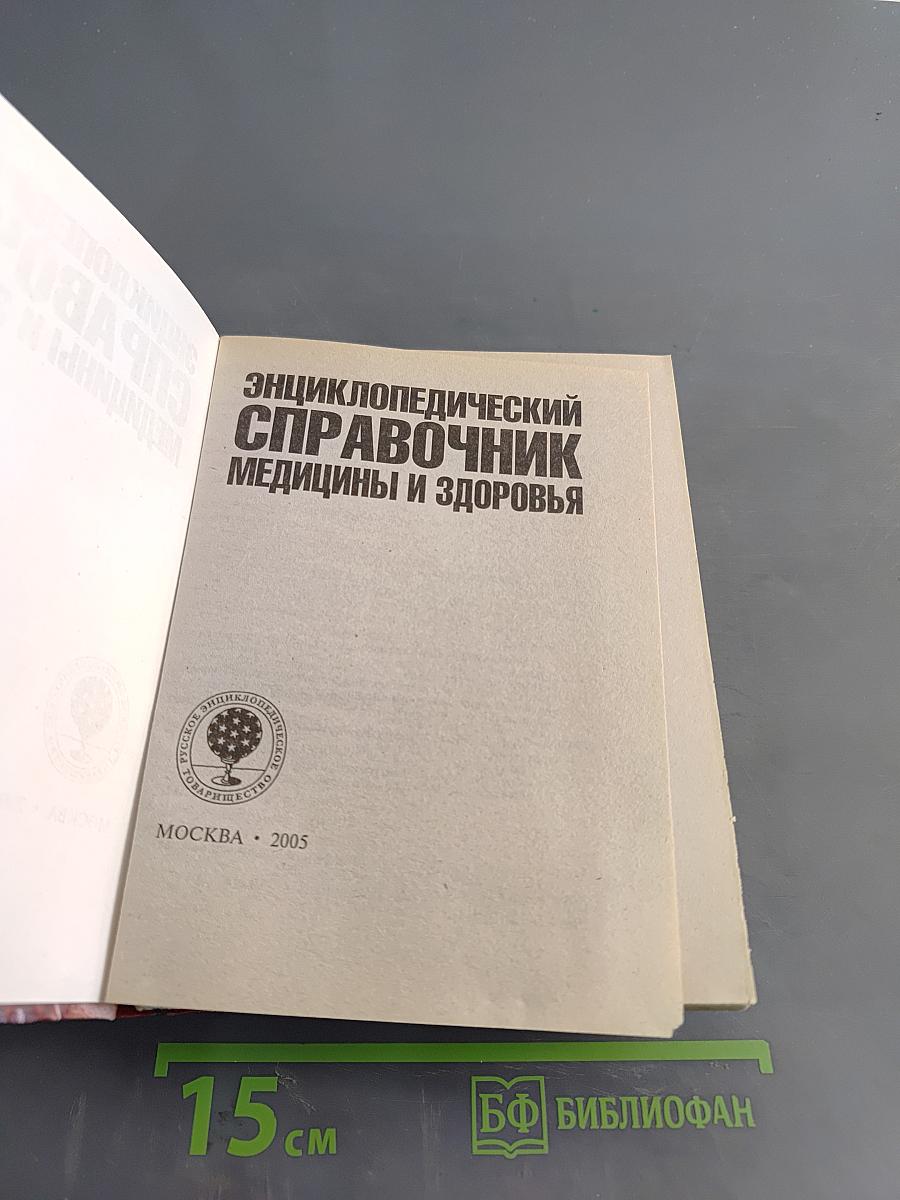 ЭНЦИКЛОПЕДИЧЕСКИЙ
СПРАВОЧНИК
МЕДИЦИНЫ И ЗДОРОВЬЯ
РУССКОЕ ЭНЦИКЛОПЕДИЧЕСКОЕ
ТОВАРИЩЕСТВО
МОСКВА • 2005
15 см
БФ БИБЛИОФАН